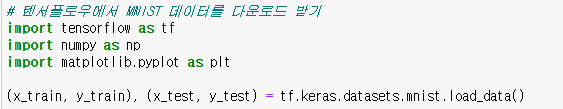 # 텐서플로우에서 MNIST 데이터를 다운로드 받기
import tensorflow as tf
import numpy as np
import matplotlib.pyplot as plt
(x_train, y_train), (x_test, y_test) = tf.keras.datasets.mnist.load_data()